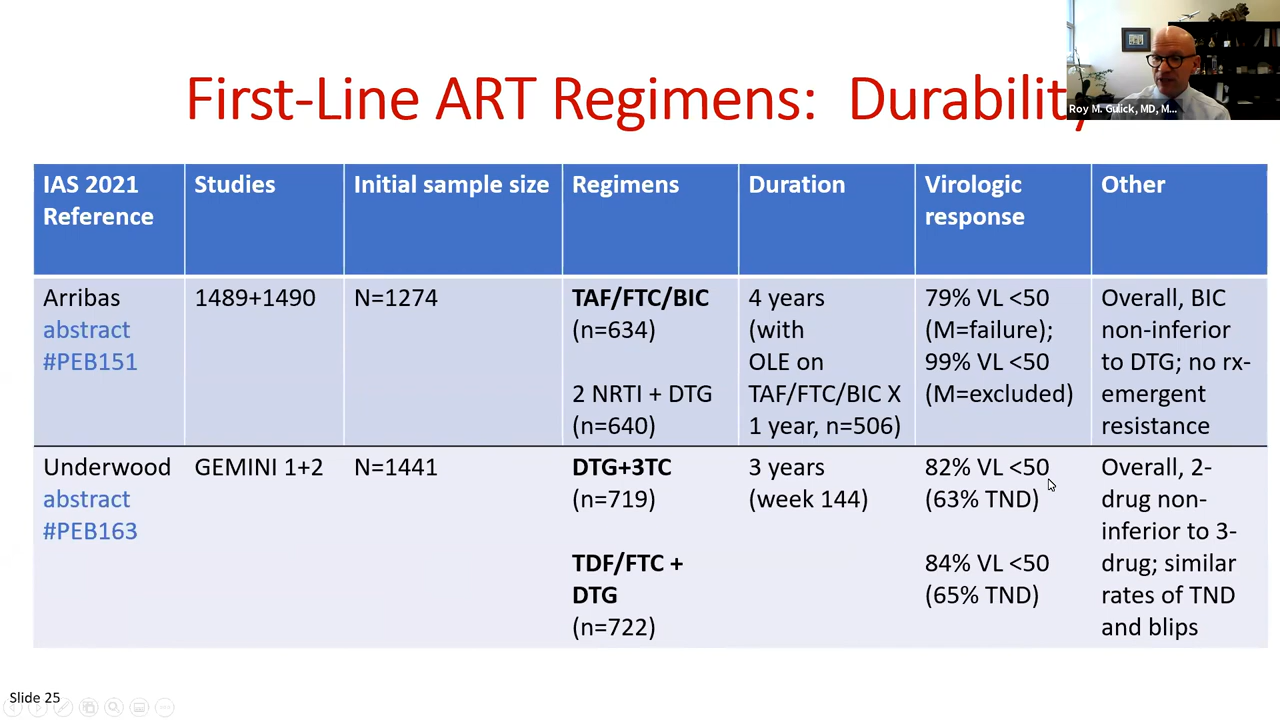 First-Line ART Regimens: Durability
Roy M. Gulick, MD, M...
IAS 2021
Reference
Studies
Initial sample size
Regimens
Duration
Virologic
response
Other
Arribas
abstract
#PEB151
1489+1490
N=1274
TAF/FTC/BIC
(n=634)
2 NRTI + DTG
(n=640)
4 years
(with
OLE on
TAF/FTC/BIC X
1 year, n=506)
79% VL <50
(M=failure);
99% VL <50
(M=excluded)
Overall, BIC
non-inferior
to DTG; no rx-
emergent
resistance
Underwood
abstract
#PEB163
GEMINI 1+2
N=1441
DTG+3TC
(n=719)
TDF/FTC +
DTG
(n=722)
3 years
(week 144)
82% VL <50
(63% TND)
84% VL <50
(65% TND)
Overall, 2-
drug non-
inferior to 3-
drug; similar
rates of TND
and blips
Slide 25